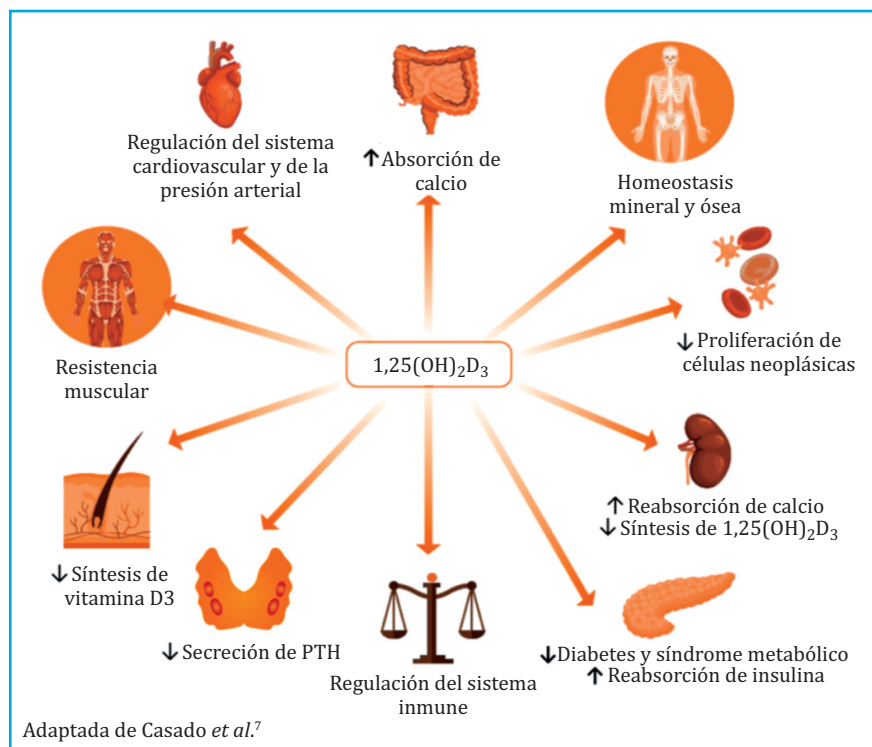 Regulación del sistema
cardiovascular y de la
presión arterial
↑ Absorción de
calcio
Homeostasis
mineral y ósea
↓ Proliferación de
células neoplásicas
Resistencia
muscular
1,25(OH)₂D₃
↑ Reabsorción de calcio
↓ Síntesis de 1,25(OH)₂D₃
↓ Síntesis de
vitamina D3
↓ Secreción de PTH
Regulación del sistema
inmune
↓Diabetes y síndrome metabólico
↑ Reabsorción de insulina
Adaptada de Casado et al.⁷